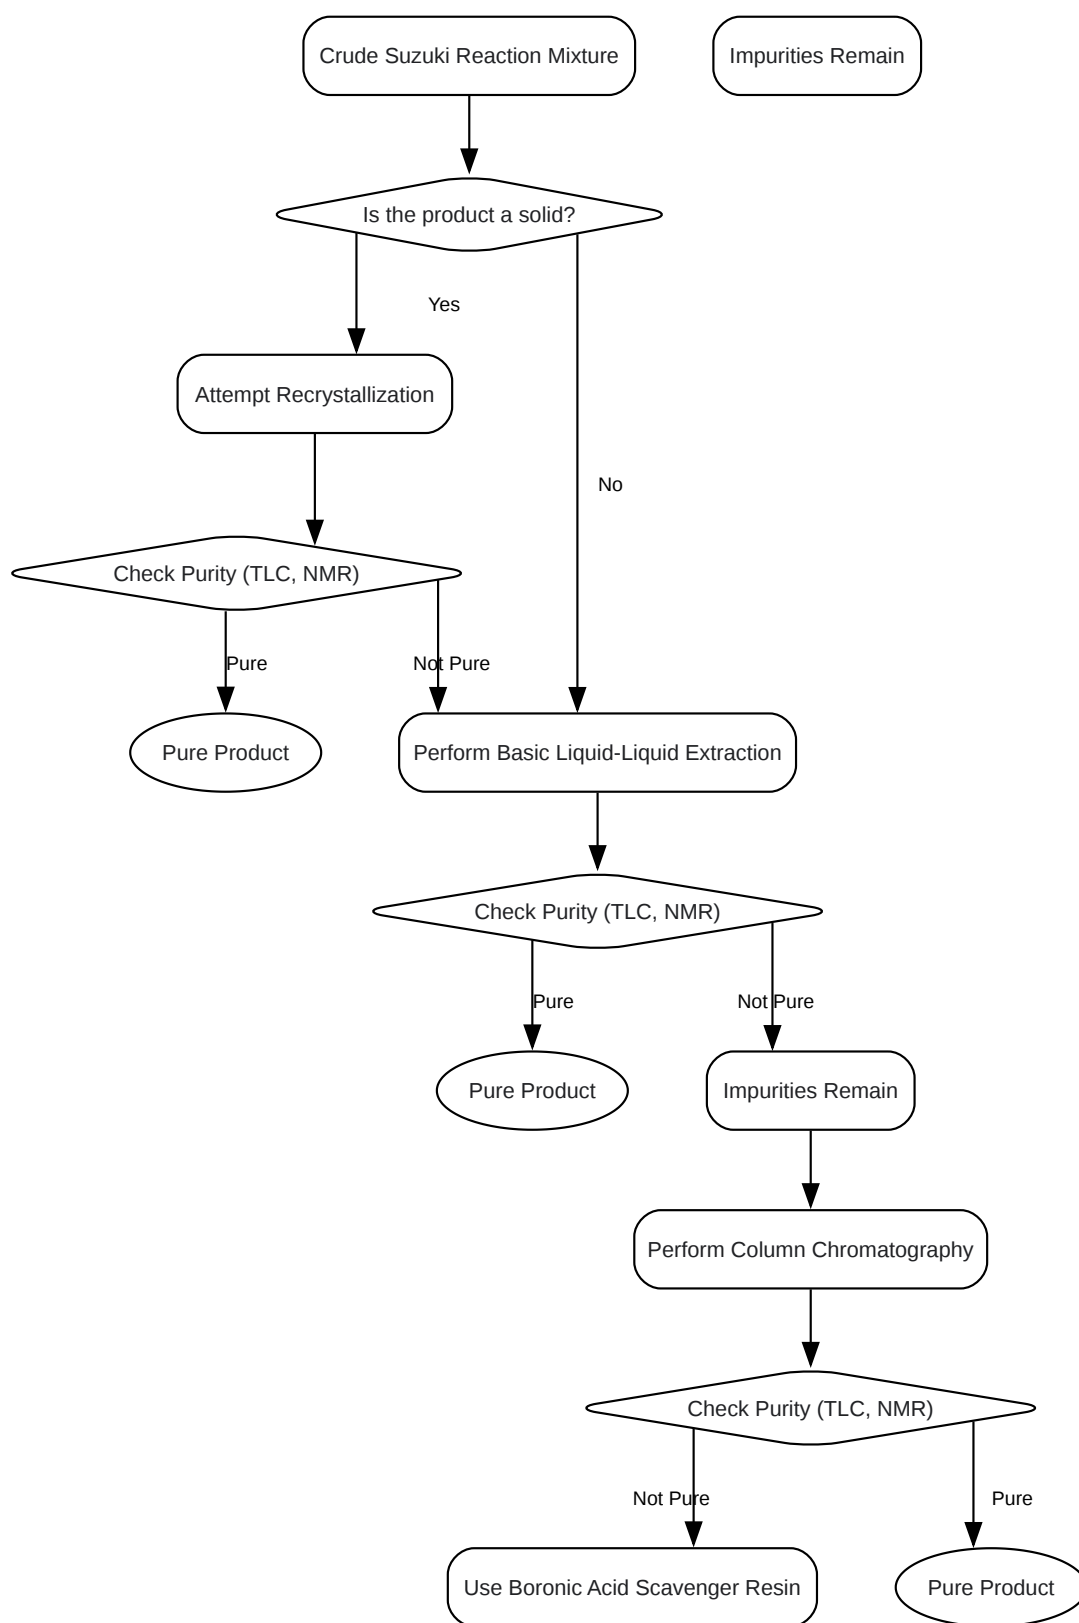 Crude Suzuki Reaction Mixture
Impurities Remain
Is the product a solid?
Yes
Attempt Recrystallization
No
Check Purity (TLC, NMR)
Pure
Not Pure
Pure Product
Perform Basic Liquid-Liquid Extraction
Check Purity (TLC, NMR)
Pure
Not Pure
Pure Product
Impurities Remain
Perform Column Chromatography
Check Purity (TLC, NMR)
Not Pure
Pure
Use Boronic Acid Scavenger Resin
Pure Product